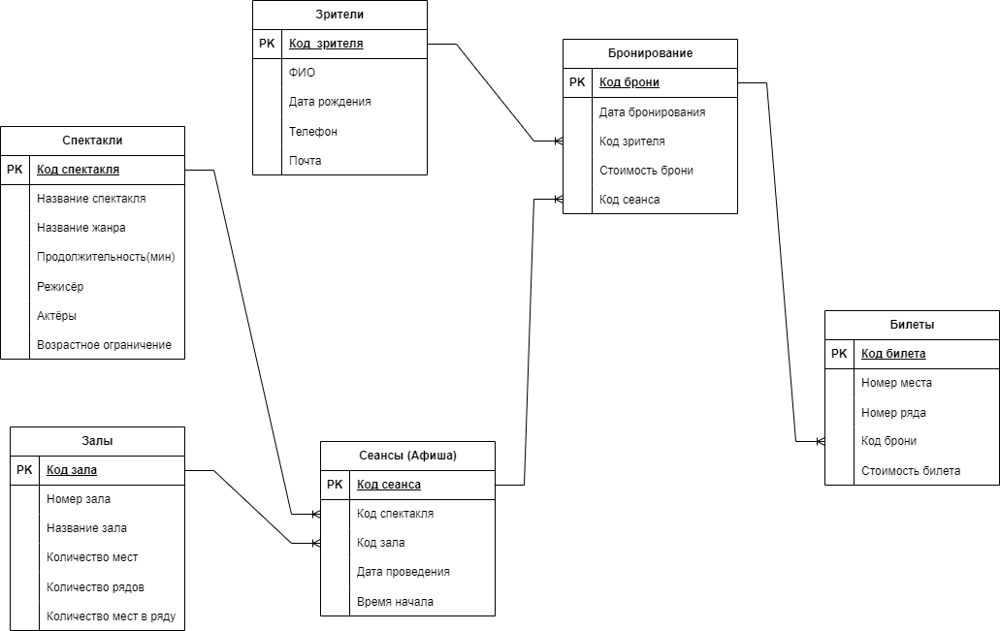 Зрители
PK Код_зрителя
ФИО
Дата рождения
Телефон
Почта
Бронирование
PK Код брони
Дата бронирования
Код зрителя
Стоимость брони
Код сеанса
Спектакли
PK Код спектакля
Название спектакля
Название жанра
Продолжительность(мин)
Режисёр
Актёры
Возрастное ограничение
Билеты
PK Код билета
Номер места
Номер ряда
Код брони
Стоимость билета
Залы
PK Код зала
Номер зала
Название зала
Количество мест
Количество рядов
Количество мест в ряду
Сеансы (Афиша)
PK Код сеанса
Код спектакля
Код зала
Дата проведения
Время начала